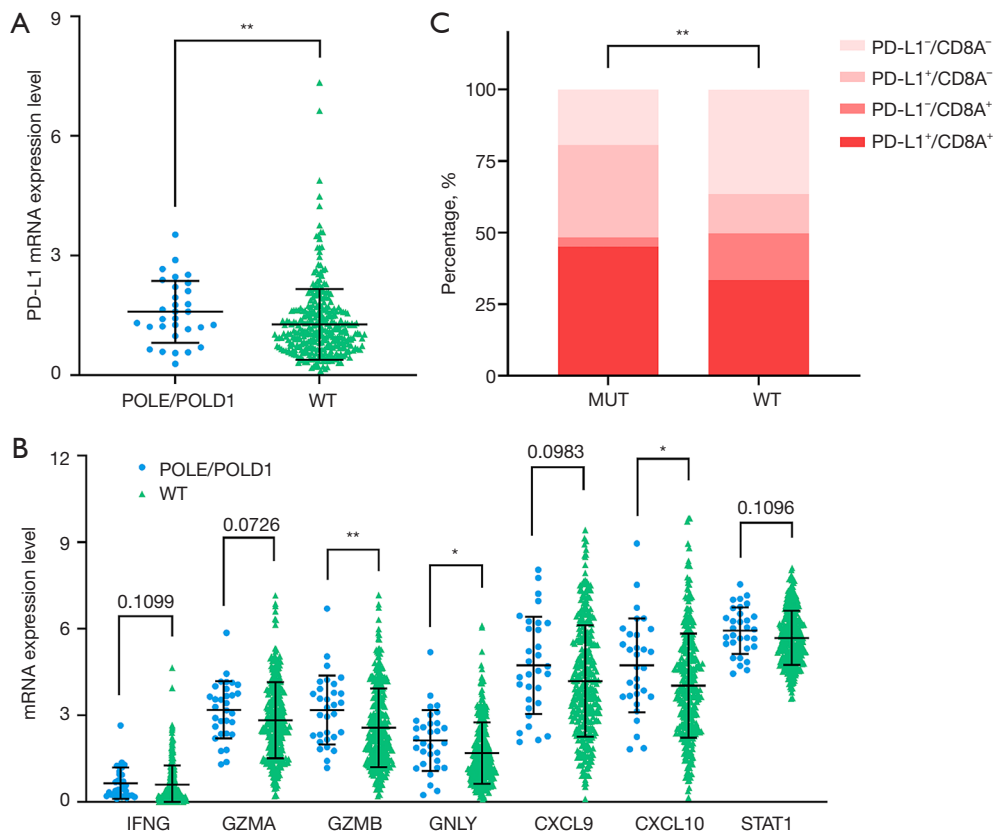 A
9
6
3
0
PD-L1 mRNA expression level
**
POLE/POLD1 WT
C
100
75
50
25
0
Percentage, %
**
MUT WT
PD-L1⁻/CD8A⁻
PD-L1⁺/CD8A⁻
PD-L1⁻/CD8A⁺
PD-L1⁺/CD8A⁺
B
12
9
6
3
0
mRNA expression level
POLE/POLD1
WT
0.1099
0.0726
**
*
0.0983
*
0.1096
IFNG GZMA GZMB GNLY CXCL9 CXCL10 STAT1